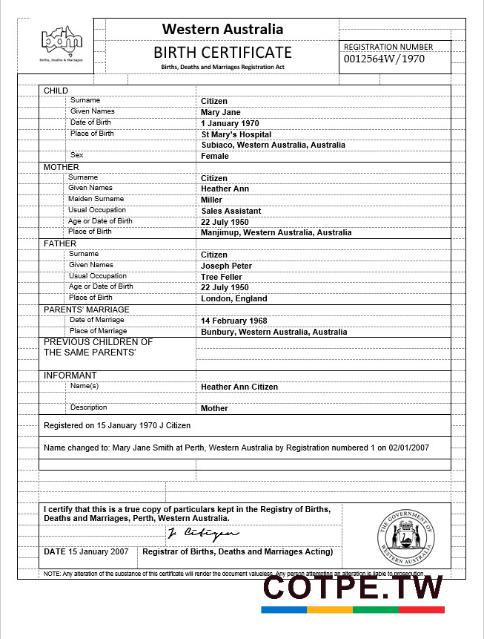 Western Australia
BIRTH CERTIFICATE
Births, Deaths and Marriages Registration Act
bdm
Births, Deaths & Marriages
REGISTRATION NUMBER
0012564W/1970
CHILD
Surname Citizen
Given Names Mary Jane
Date of Birth 1 January 1970
Place of Birth St Mary's Hospital
Subiaco, Western Australia, Australia
Sex Female
MOTHER
Surname Citizen
Given Names Heather Ann
Maiden Surname Miller
Usual Occupation Sales Assistant
Age or Date of Birth 22 July 1950
Place of Birth Manjimup, Western Australia, Australia
FATHER
Surname Citizen
Given Names Joseph Peter
Usual Occupation Tree Feller
Age or Date of Birth 22 July 1950
Place of Birth London, England
PARENTS' MARRIAGE
Date of Marriage 14 February 1968
Place of Marriage Bunbury, Western Australia, Australia
PREVIOUS CHILDREN OF
THE SAME PARENTS'
INFORMANT
Name(s) Heather Ann Citizen
Description Mother
Registered on 15 January 1970 J Citizen
Name changed to: Mary Jane Smith at Perth, Western Australia by Registration numbered 1 on 02/01/2007
I certify that this is a true copy of particulars kept in the Registry of Births,
Deaths and Marriages, Perth, Western Australia.
J Citizen
DATE 15 January 2007 Registrar of Births, Deaths and Marriages Acting)
THE GOVERNMENT OF
WESTERN AUSTRALIA
NOTE: Any alteration of the substance of this certificate will render the document valueless. Any person attempting an alteration is liable to prosecution.
COTPE.TW